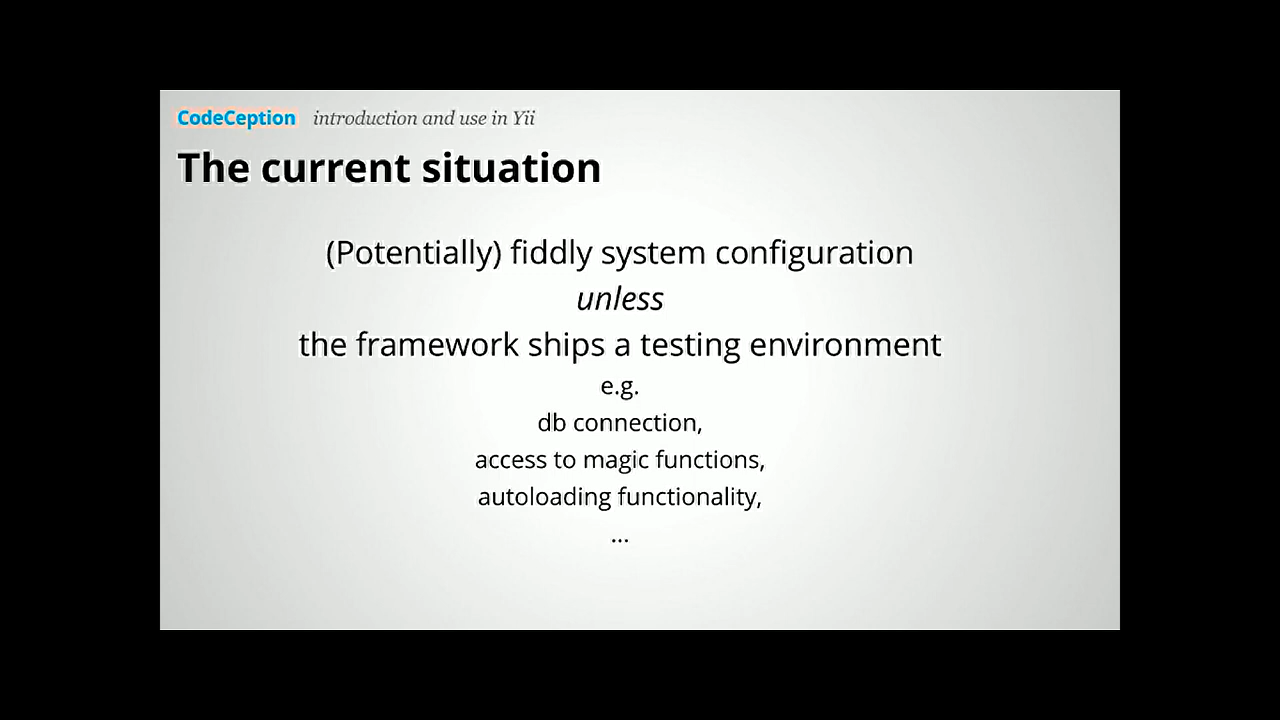 CodeCeption introduction and use in Yii
The current situation
(Potentially) fiddly system configuration
unless
the framework ships a testing environment
e.g.
db connection,
access to magic functions,
autoloading functionality,
...